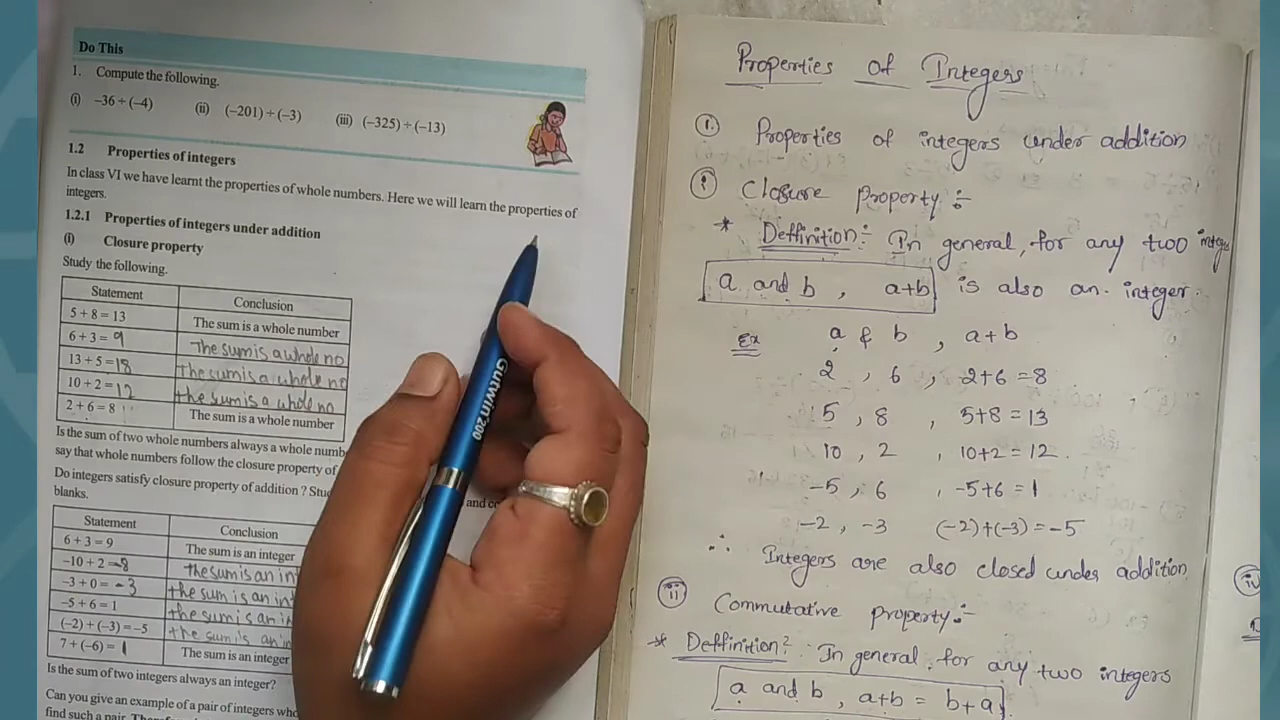 Do This
1. Compute the following.
(i) –36 ÷ (–4) (ii) (–201) ÷ (–3) (iii) (–325) ÷ (–13)
1.2 Properties of integers
In class VI we have learnt the properties of whole numbers. Here we will learn the properties of
integers.
1.2.1 Properties of integers under addition
(i) Closure property
Study the following.
Statement Conclusion
5 + 8 = 13 The sum is a whole number
6 + 3 = 9 The sum is a whole no
13 + 5 = 18 The sum is a whole no
10 + 2 = 12 the sum is a whole no
2 + 6 = 8 The sum is a whole number
Is the sum of two whole numbers always a whole numb
say that whole numbers follow the closure property of
Do integers satisfy closure property of addition ? Stu
and co
blanks.
Statement Conclusion
6 + 3 = 9 The sum is an integer
–10 + 2 = -8 the sum is an in
–3 + 0 = -3 the sum is an int
–5 + 6 = 1 the sum is an in
(–2) + (–3) = –5 the sum is an in
7 + (–6) = 1 The sum is an integer
Is the sum of two integers always an integer?
Can you give an example of a pair of integers who
find such a pair.
Gutwin 200
Properties of Integers
1. Properties of integers under addition
i Closure property :-
* Deffinition :- In general, for any two integ
a and b , a+b is also an integer.
Ex a & b , a+b
2 , 6 , 2+6 = 8
5 , 8 , 5+8 = 13
10 , 2 , 10+2 = 12.
-5 , 6 , -5+6 = 1
-2 , -3 (-2)+(-3) = -5
∴ Integers are also closed under addition
ii Commutative property :-
* Deffinition : In general, for any two integers
a and b , a+b = b+a.
iv